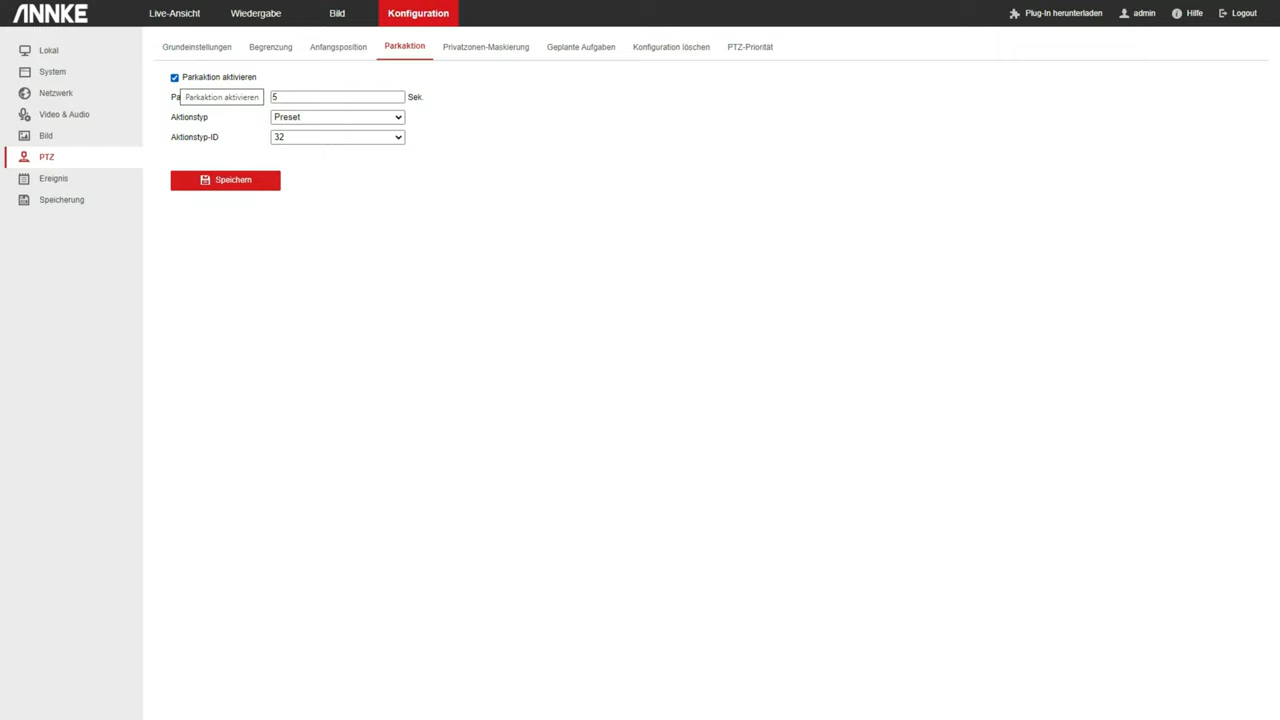 ANNKE Live-Ansicht Wiedergabe Bild Konfiguration Plug-In herunterladen admin Hilfe Logout
Lokal
System
Netzwerk
Video & Audio
Bild
PTZ
Ereignis
Speicherung
Grundeinstellungen Begrenzung Anfangsposition Parkaktion Privatzonen-Maskierung Geplante Aufgaben Konfiguration löschen PTZ-Priorität
Parkaktion aktivieren
Pa Parkaktion aktivieren 5 Sek.
Aktionstyp Preset
Aktionstyp-ID 32
Speichern